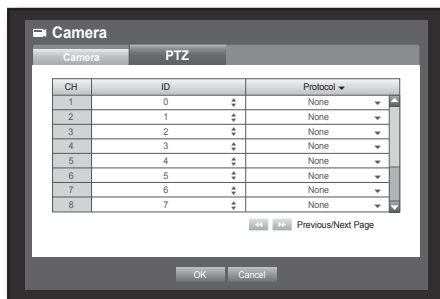 Camera
Camera PTZ
CH ID Protocol
1 0 None
2 1 None
3 2 None
4 3 None
5 4 None
6 5 None
7 6 None
8 7 None
Previous/Next Page
OK Cancel